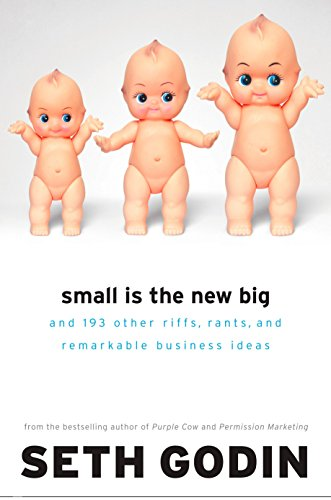 small is the new big
and 193 other riffs, rants, and
remarkable business ideas
from the bestselling author of Purple Cow and Permission Marketing
SETH GODIN